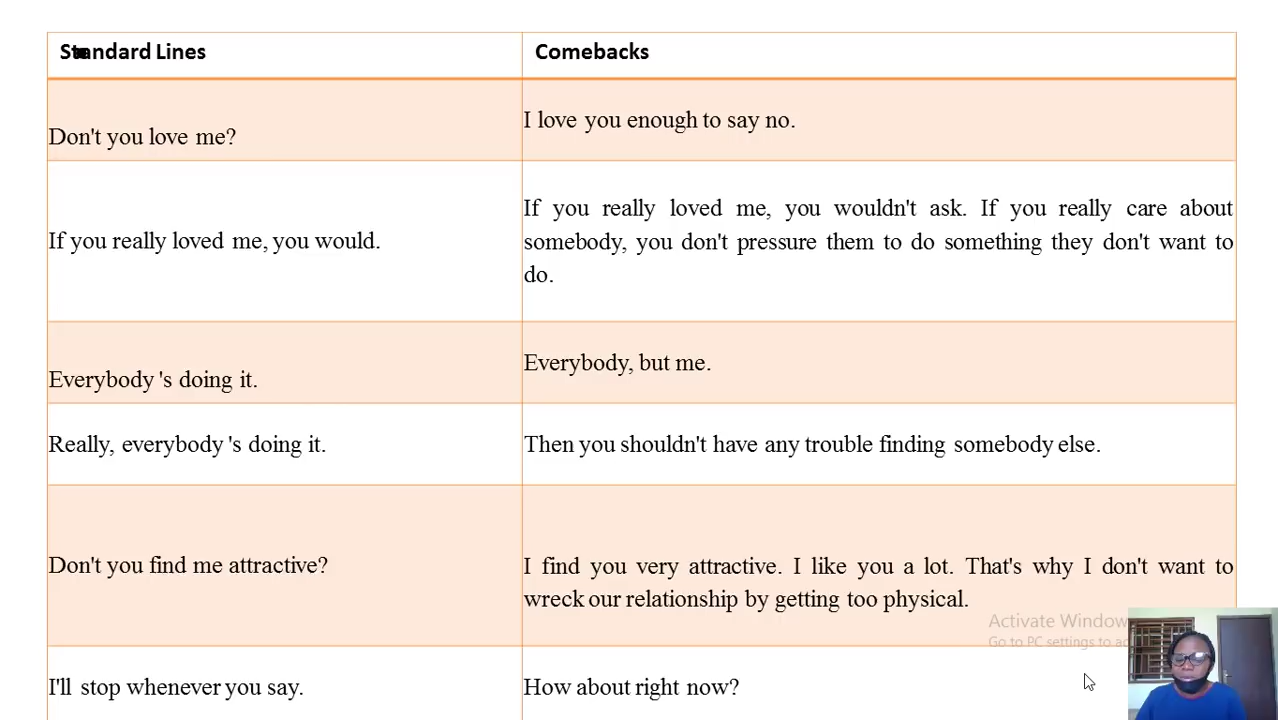 Standard Lines
Comebacks
Don't you love me?
I love you enough to say no.
If you really loved me, you would.
If you really loved me, you wouldn't ask. If you really care about
somebody, you don't pressure them to do something they don't want to
do.
Everybody 's doing it.
Everybody, but me.
Really, everybody 's doing it.
Then you shouldn't have any trouble finding somebody else.
Don't you find me attractive?
I find you very attractive. I like you a lot. That's why I don't want to
wreck our relationship by getting too physical.
Activate Window
Go to PC settings to
I'll stop whenever you say.
How about right now?